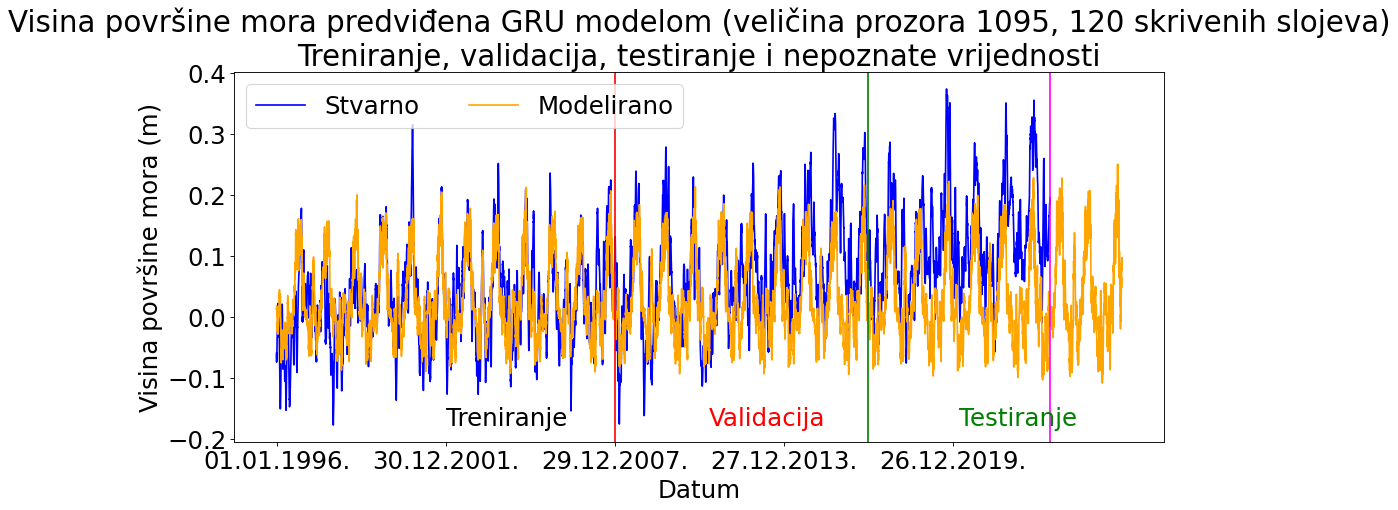 Visina površine mora predviđena GRU modelom (veličina prozora 1095, 120 skrivenih slojeva)
Treniranje, validacija, testiranje i nepoznate vrijednosti
Stvarno
Modelirano
Visina površine mora (m)
0.4
0.3
0.2
0.1
0.0
−0.1
−0.2
Treniranje
Validacija
Testiranje
01.01.1996.
30.12.2001.
29.12.2007.
27.12.2013.
26.12.2019.
Datum